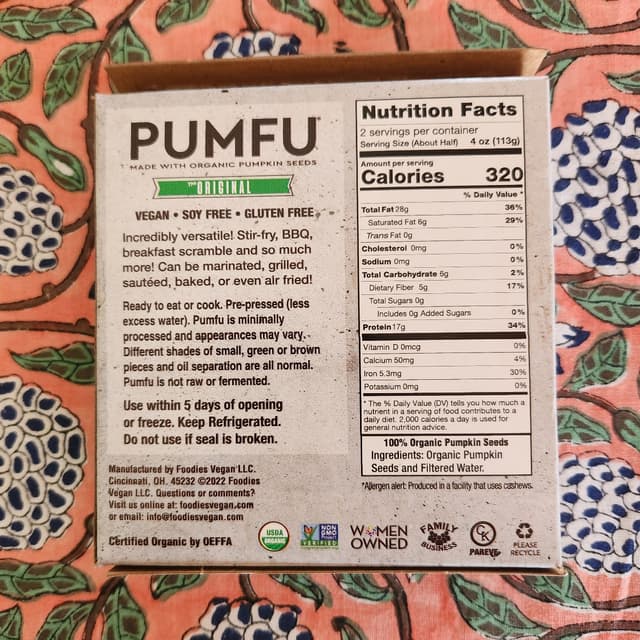 PUMFU
MADE WITH ORGANIC PUMPKIN SEEDS
THE ORIGINAL
VEGAN • SOY FREE • GLUTEN FREE
Incredibly versatile! Stir-fry, BBQ,
breakfast scramble and so much
more! Can be marinated, grilled,
sautéed, baked, or even air fried!
Ready to eat or cook. Pre-pressed (less
excess water). Pumfu is minimally
processed and appearances may vary.
Different shades of small, green or brown
pieces and oil separation are all normal.
Pumfu is not raw or fermented.
Use within 5 days of opening
or freeze. Keep Refrigerated.
Do not use if seal is broken.
Manufactured by Foodies Vegan LLC.
Cincinnati, OH. 45232 ©2022 Foodies
Vegan LLC. Questions or comments?
Visit us online at: foodiesvegan.com
or email: info@foodiesvegan.com
Certified Organic by OEFFA
Nutrition Facts
2 servings per container
Serving Size (About Half) 4 oz (113g)
Amount per serving
Calories 320
% Daily Value *
Total Fat 28g 36%
Saturated Fat 6g 29%
Trans Fat 0g
Cholesterol 0mg 0%
Sodium 0mg 0%
Total Carbohydrate 6g 2%
Dietary Fiber 5g 17%
Total Sugars 0g
Includes 0g Added Sugars 0%
Protein 17g 34%
Vitamin D 0mcg 0%
Calcium 50mg 4%
Iron 5.3mg 30%
Potassium 0mg 0%
* The % Daily Value (DV) tells you how much a
nutrient in a serving of food contributes to a
daily diet. 2,000 calories a day is used for
general nutrition advice.
100% Organic Pumpkin Seeds
Ingredients: Organic Pumpkin
Seeds and Filtered Water.
*Allergen alert: Produced in a facility that uses cashews.
USDA
ORGANIC
NON
GMO
Project
VERIFIED
WOMEN
OWNED
FAMILY
BUSINESS
CK
PAREVE
PLEASE
RECYCLE